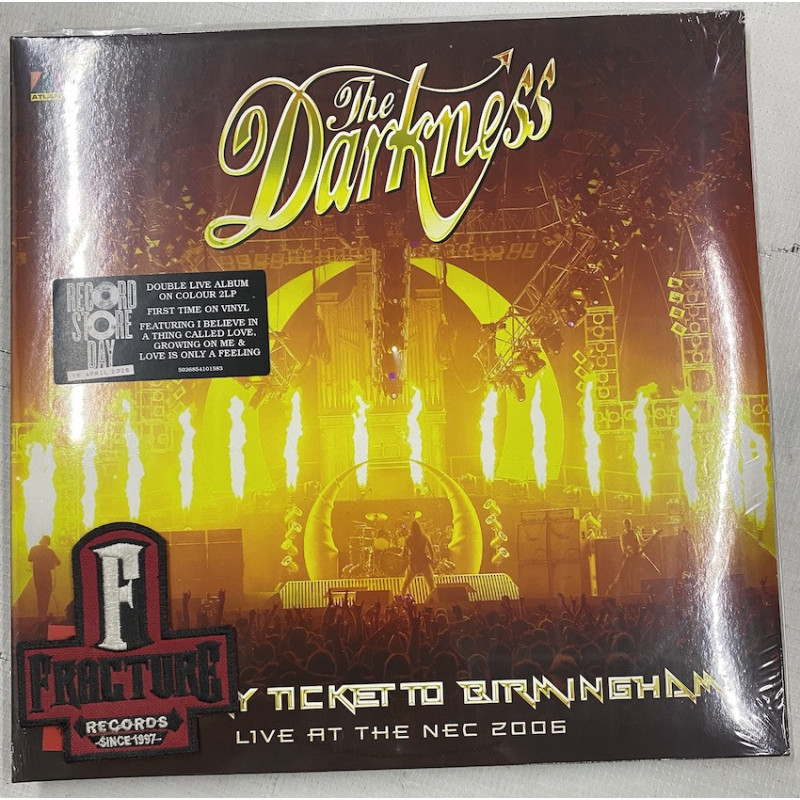 The
Darkness
RECORD
STORE
DAY
DOUBLE LIVE ALBUM
ON COLOUR 2LP
FIRST TIME ON VINYL
FEATURING I BELIEVE IN
A THING CALLED LOVE,
GROWING ON ME &
LOVE IS ONLY A FEELING
5026854101583
F
FRACTURE
RECORDS
-SINCE 1997-
TICKET TO BIRMINGHAM
LIVE AT THE NEC 2006